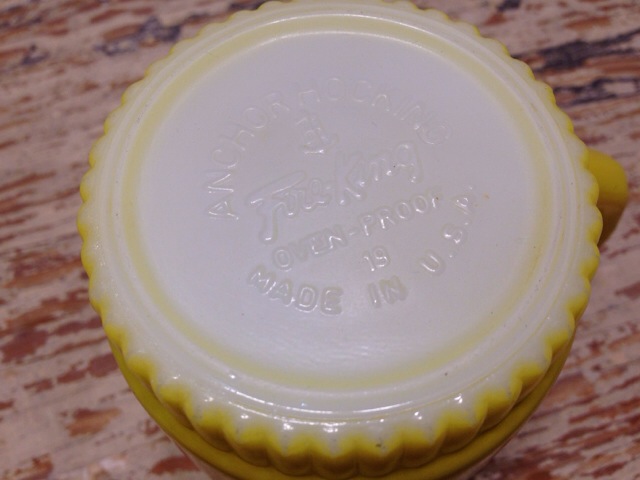 ANCHOR HOCKING
Fire-King
OVEN-PROOF
19
MADE IN U.S.A.